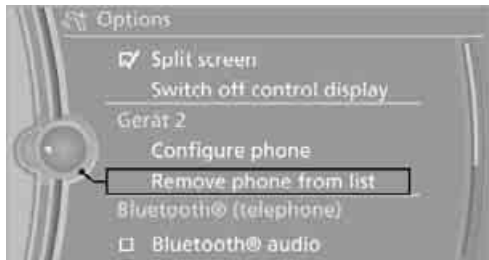 Options
Split screen
Switch off control display
Gerät 2
Configure phone
Remove phone from list
Bluetooth® (telephone)
Bluetooth® audio